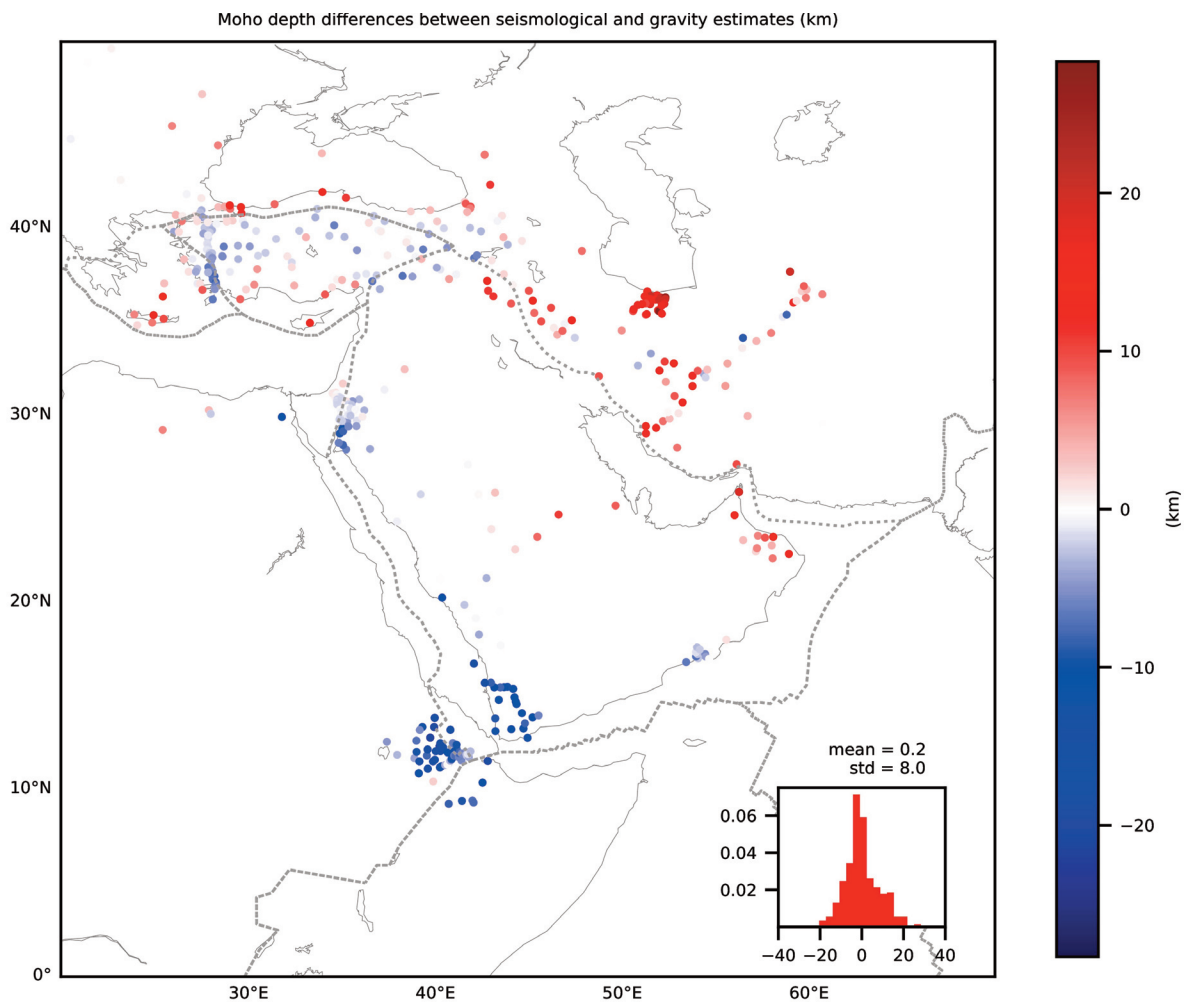 Moho depth differences between seismological and gravity estimates (km)
40°N
30°N
20°N
10°N
0°
30°E
40°E
50°E
60°E
mean = 0.2
std = 8.0
0.06
0.04
0.02
−40 −20 0 20 40
20
10
0
−10
−20
(km)